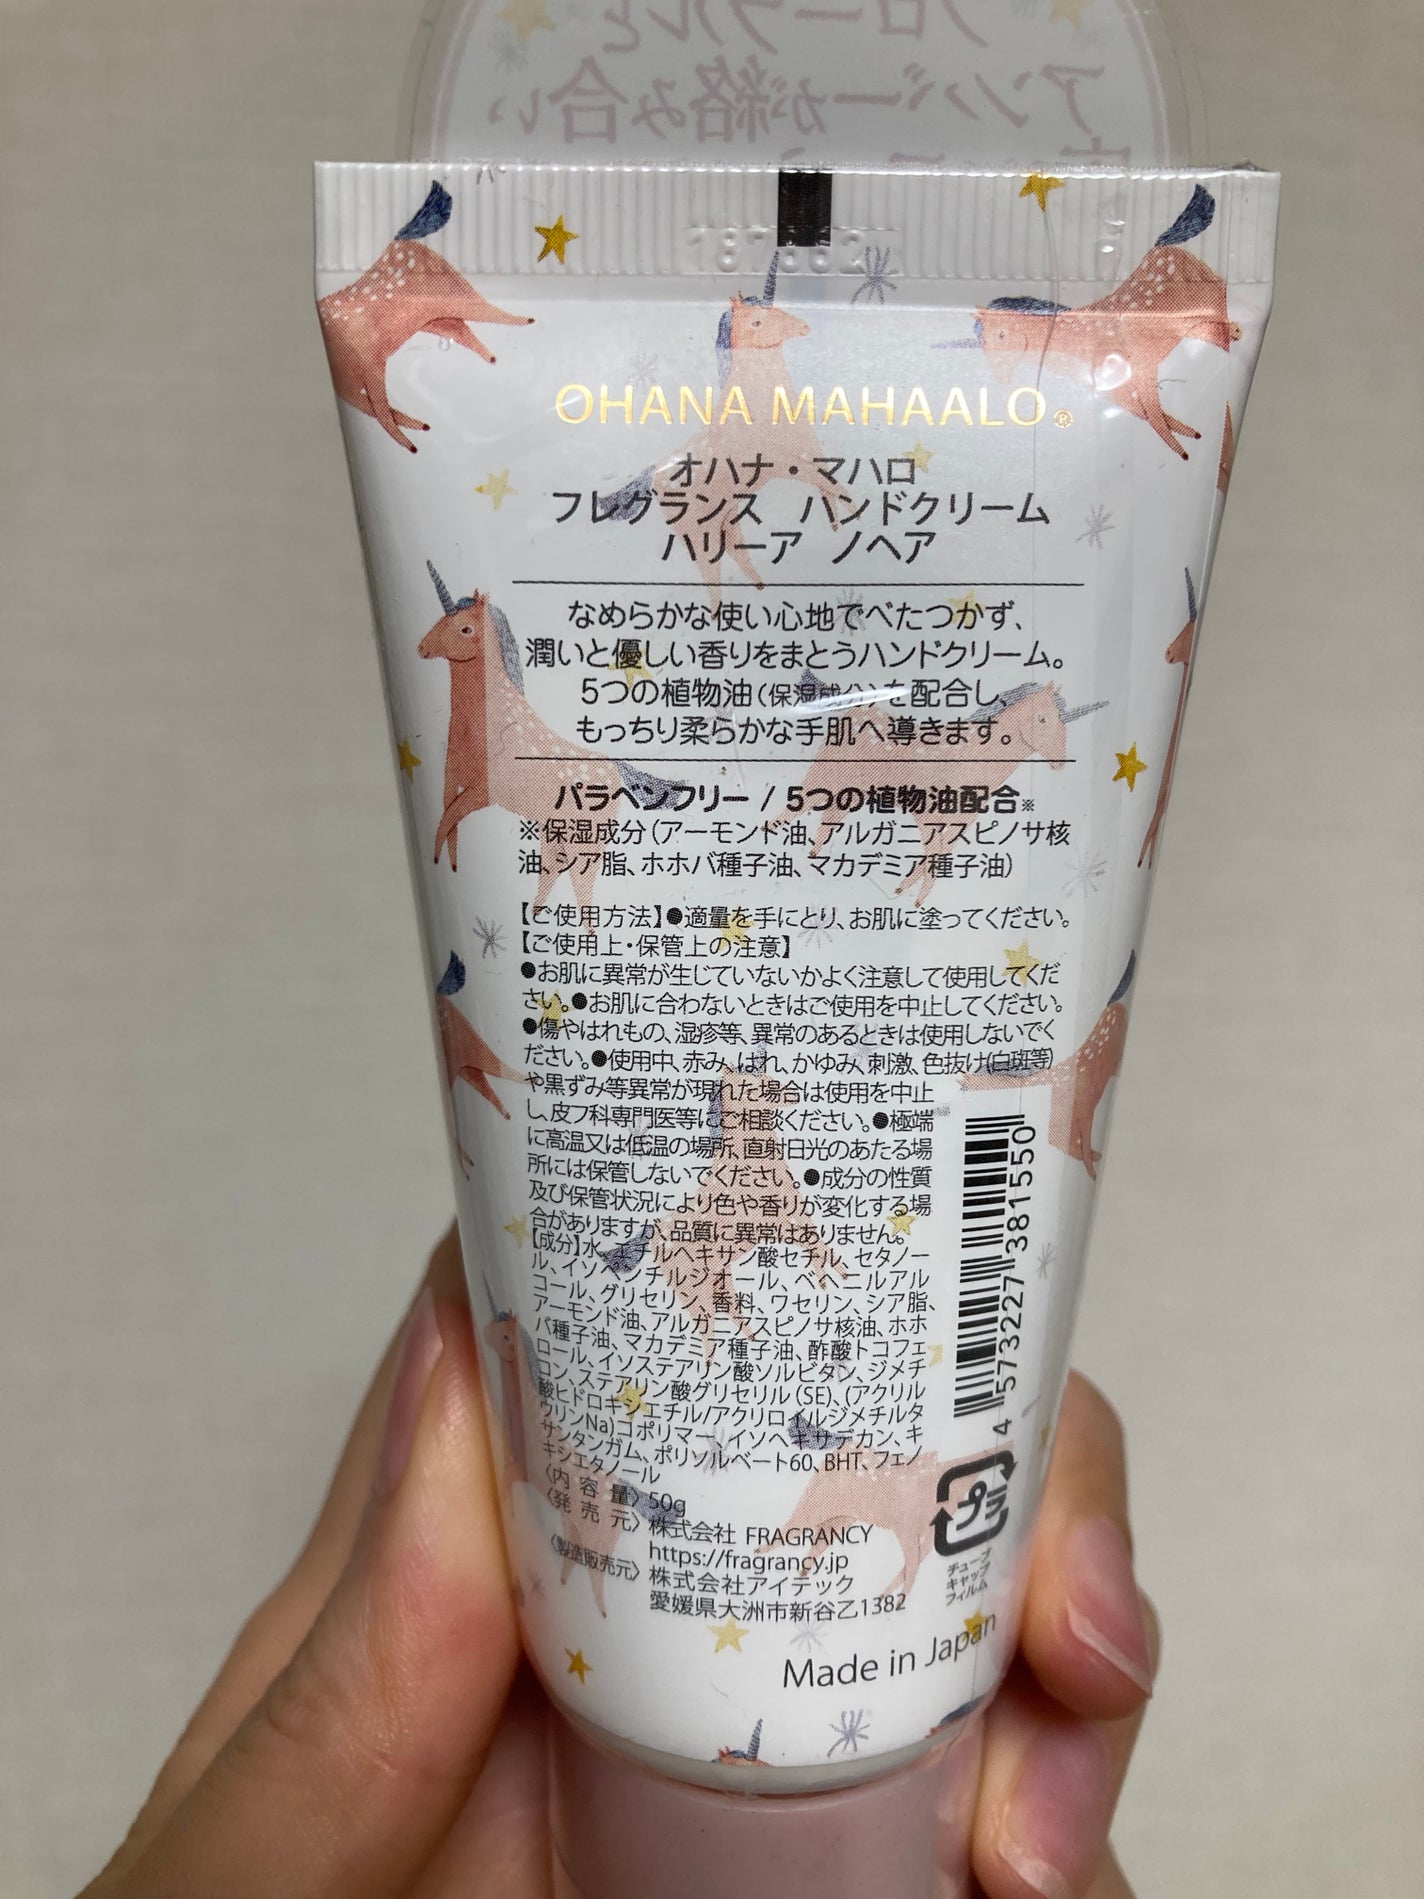 フローラルと
アンバーが絡み合い
OHANA MAHAALO®
オハナ・マハロ
フレグランス ハンドクリーム
ハリーア ノヘア
なめらかな使い心地でべたつかず、
潤いと優しい香りをまとうハンドクリーム。
5つの植物油(保湿成分)を配合し、
もっちり柔らかな手肌へ導きます。
パラベンフリー / 5つの植物油配合※
※保湿成分(アーモンド油、アルガニアスピノサ核
油、シア脂、ホホバ種子油、マカデミア種子油)
【ご使用方法】●適量を手にとり、お肌に塗ってください。
【ご使用上・保管上の注意】
●お肌に異常が生じていないかよく注意して使用してくだ
さい。●お肌に合わないときはご使用を中止してください。
●傷やはれもの、湿疹等、異常のあるときは使用しないでく
ださい。●使用中、赤み、はれ、かゆみ、刺激、色抜け(白斑等)
や黒ずみ等異常が現れた場合は使用を中止
し、皮フ科専門医等にご相談ください。●極端
に高温又は低温の場所、直射日光のあたる場
所には保管しないでください。●成分の性質
及び保管状況により色や香りが変化する場
合がありますが、品質に異常はありません。
【成分】水、エチルヘキサン酸セチル、セタノー
ル、イソペンチルジオール、ベヘニルアル
コール、グリセリン、香料、ワセリン、シア脂、
アーモンド油、アルガニアスピノサ核油、ホホ
バ種子油、マカデミア種子油、酢酸トコフェ
ロール、イソステアリン酸ソルビタン、ジメチ
コン、ステアリン酸グリセリル(SE)、(アクリル
酸ヒドロキシエチル/アクリロイルジメチルタ
ウリンNa)コポリマー、イソヘキサデカン、キ
サンタンガム、ポリソルベート60、BHT、フェノ
キシエタノール
〈内 容 量〉50g
〈発 売 元〉株式会社 FRAGRANCY
https://fragrancy.jp
〈製造販売元〉株式会社アイテック
愛媛県大洲市新谷乙1382
4 573227 381550
プラ
チューブ
キャップ
フィルム
Made in Japan